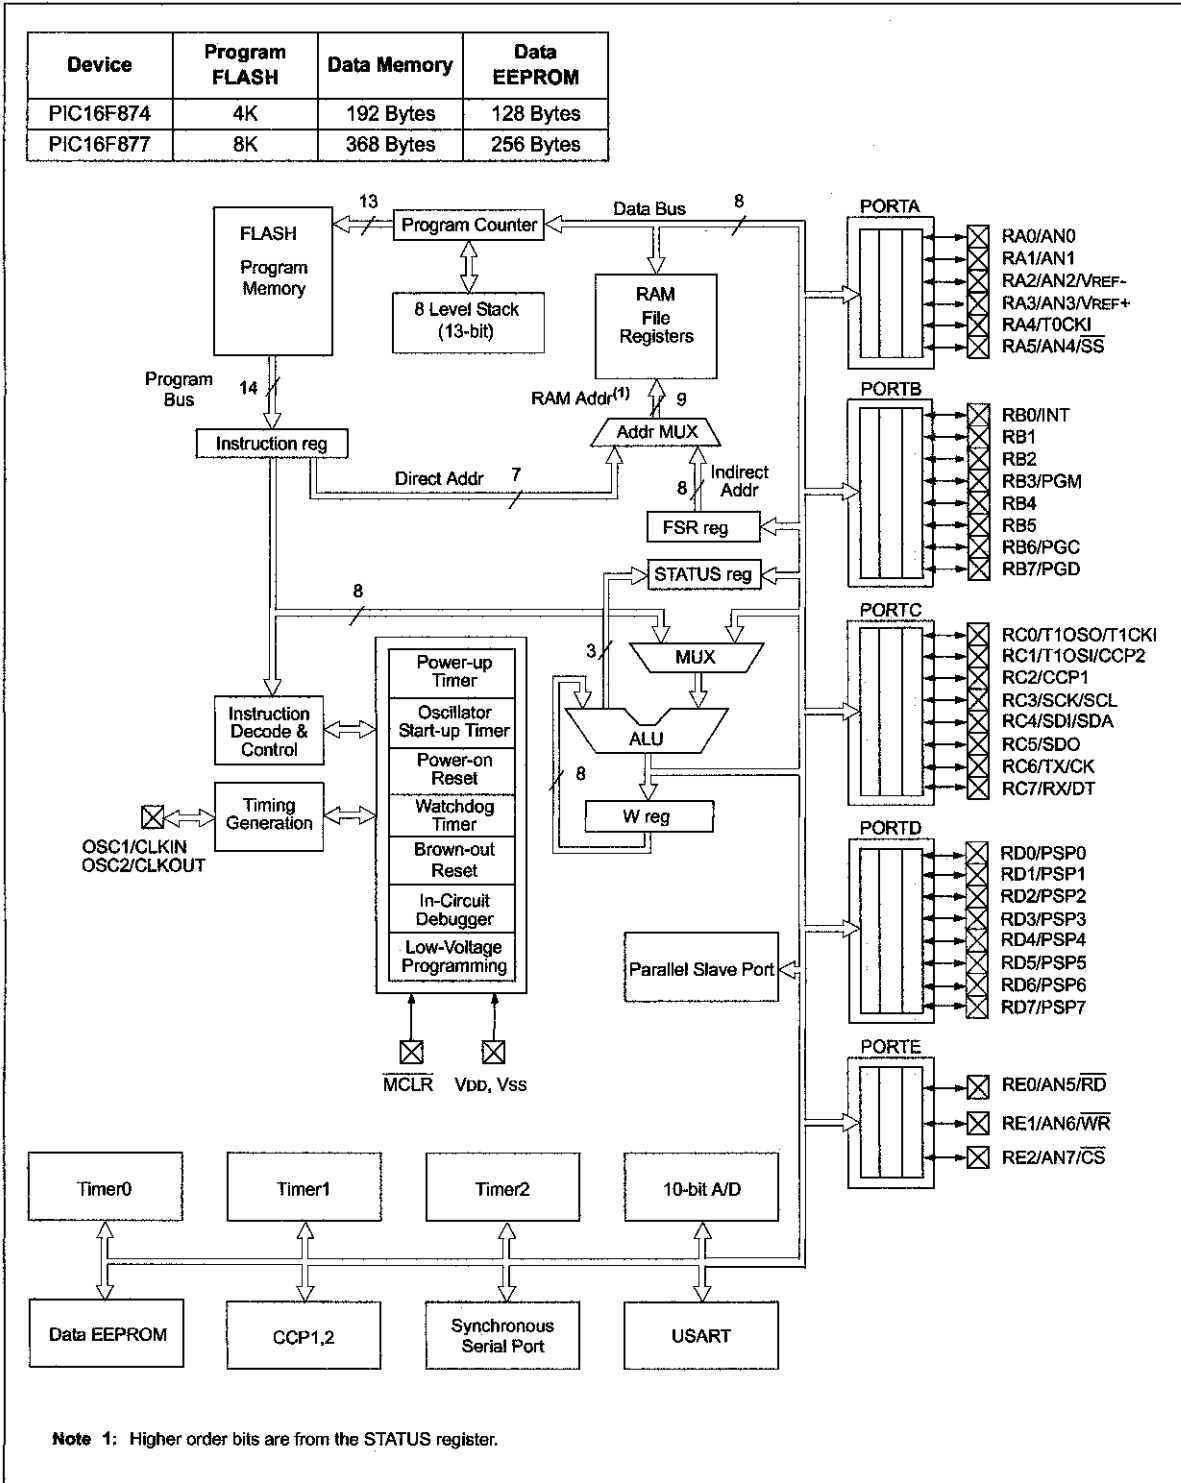 Device Program FLASH Data Memory Data EEPROM
PIC16F874 4K 192 Bytes 128 Bytes
PIC16F877 8K 368 Bytes 256 Bytes
FLASH
Program
Memory
13
Program Counter
Data Bus
8
8 Level Stack
(13-bit)
RAM
File
Registers
Program
Bus
14
RAM Addr(1)
9
Addr MUX
Instruction reg
Direct Addr
7
8
Indirect
Addr
FSR reg
STATUS reg
8
3
MUX
ALU
8
W reg
Power-up
Timer
Oscillator
Start-up Timer
Power-on
Reset
Watchdog
Timer
Brown-out
Reset
In-Circuit
Debugger
Low-Voltage
Programming
Instruction
Decode &
Control
Timing
Generation
OSC1/CLKIN
OSC2/CLKOUT
MCLR
VDD, VSS
Parallel Slave Port
PORTA
RA0/AN0
RA1/AN1
RA2/AN2/VREF-
RA3/AN3/VREF+
RA4/T0CKI
RA5/AN4/SS
PORTB
RB0/INT
RB1
RB2
RB3/PGM
RB4
RB5
RB6/PGC
RB7/PGD
PORTC
RC0/T1OSO/T1CKI
RC1/T1OSI/CCP2
RC2/CCP1
RC3/SCK/SCL
RC4/SDI/SDA
RC5/SDO
RC6/TX/CK
RC7/RX/DT
PORTD
RD0/PSP0
RD1/PSP1
RD2/PSP2
RD3/PSP3
RD4/PSP4
RD5/PSP5
RD6/PSP6
RD7/PSP7
PORTE
RE0/AN5/RD
RE1/AN6/WR
RE2/AN7/CS
Timer0
Timer1
Timer2
10-bit A/D
Data EEPROM
CCP1,2
Synchronous
Serial Port
USART
Note 1: Higher order bits are from the STATUS register.